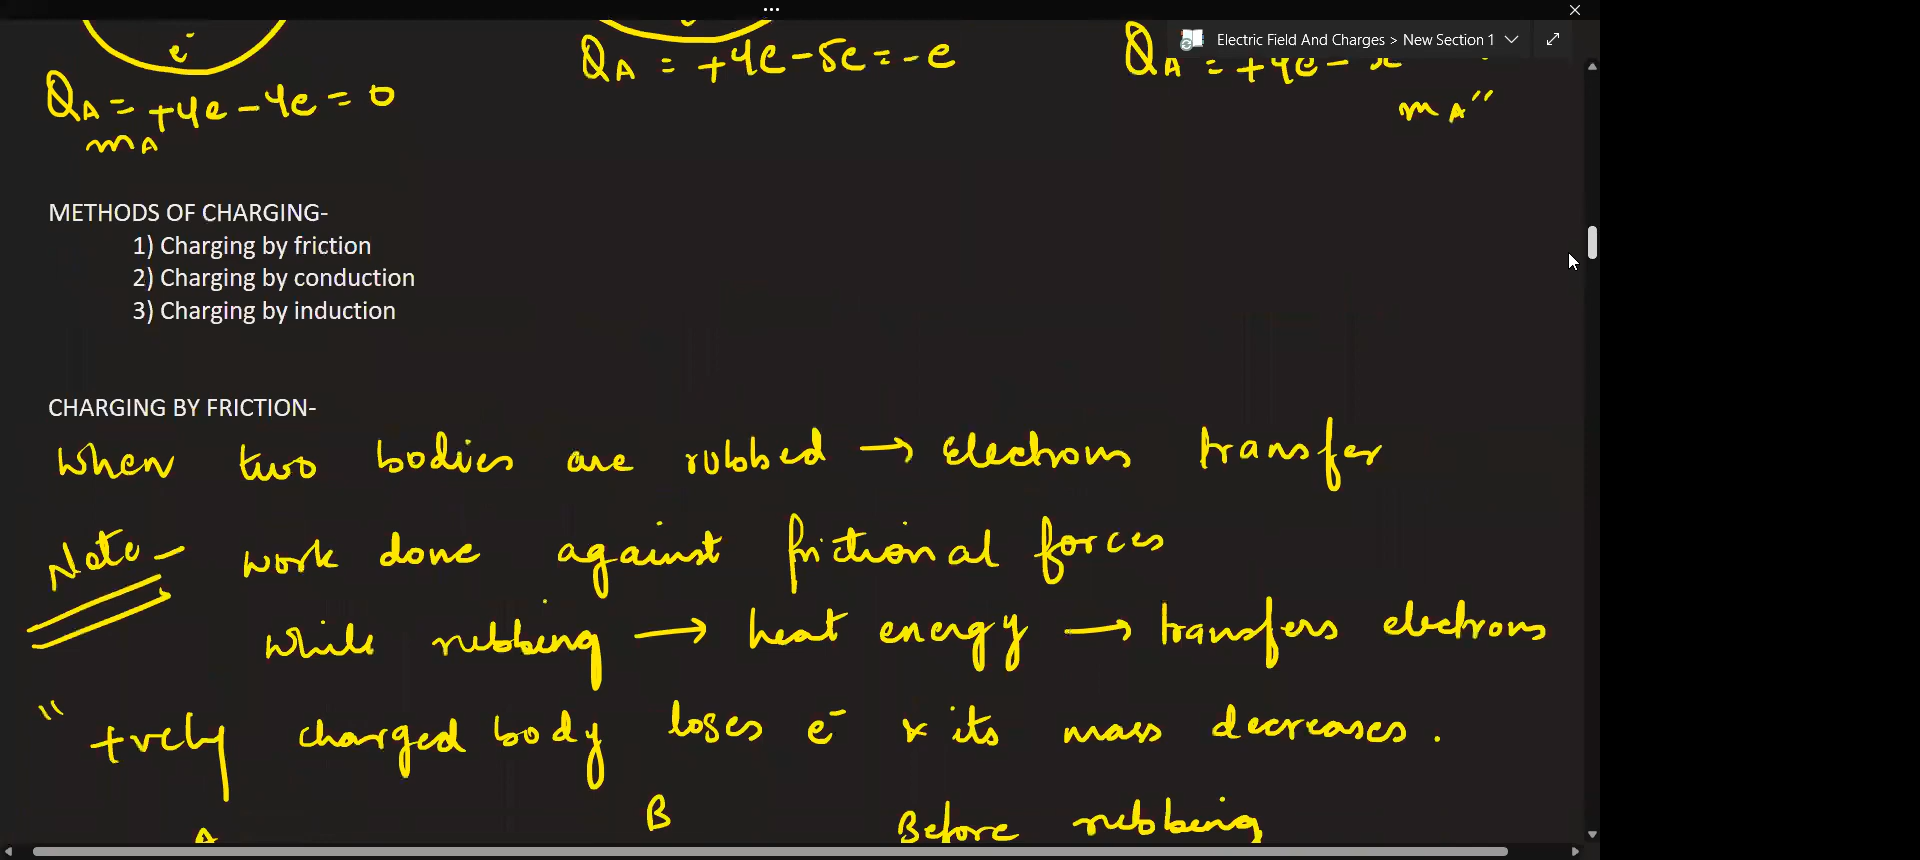 Electric Field And Charges > New Section 1
e⁻
QA = +4e - 5e = -e
QA = +4e -
QA = +4e - 4e = 0
mA
mA''
METHODS OF CHARGING-
1) Charging by friction
2) Charging by conduction
3) Charging by induction
CHARGING BY FRICTION-
When two bodies are rubbed → Electrons transfer
Note - work done against frictional forces
while rubbing → heat energy → transfers electrons
" +vely charged body loses e⁻ & its mass decreases.
A B Before rubbing